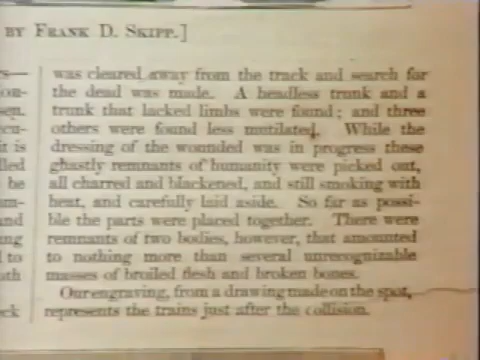 BY FRANK D. SKIPP.]
was cleared away from the track and search for
the dead was made. A headless trunk and a
trunk that lacked limbs were found; and three
others were found less mutilated. While the
dressing of the wounded was in progress these
ghastly remnants of humanity were picked out,
all charred and blackened, and still smoking with
heat, and carefully laid aside. So far as possi-
ble the parts were placed together. There were
remnants of two bodies, however, that amounted
to nothing more than several unrecognizable
masses of broiled flesh and broken bones.
Our engraving, from a drawing made on the spot,
represents the trains just after the collision.